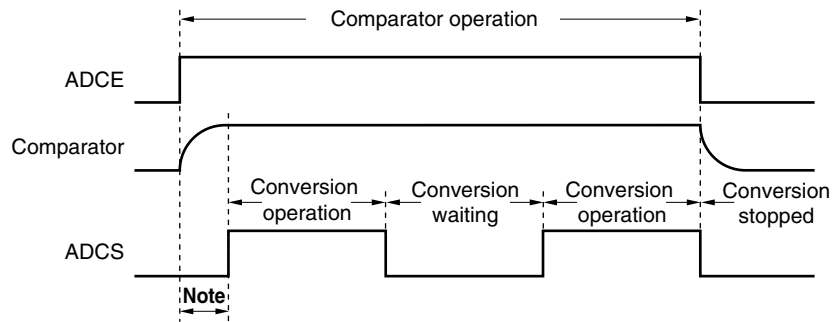 Comparator operation
ADCE
Comparator
Conversion
operation
Conversion
waiting
Conversion
operation
Conversion
stopped
ADCS
Note